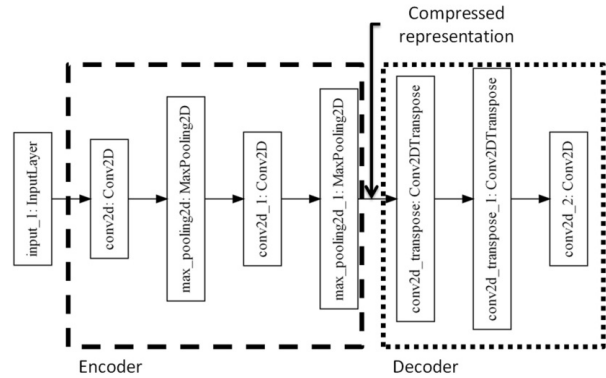 Compressed
representation
input_1: InputLayer
conv2d: Conv2D
max_pooling2d: MaxPooling2D
conv2d_1: Conv2D
max_pooling2d_1: MaxPooling2D
conv2d_transpose: Conv2DTranspose
conv2d_transpose_1: Conv2DTranspose
conv2d_2: Conv2D
Encoder
Decoder